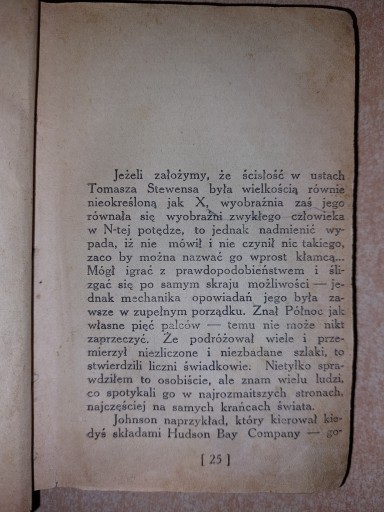 Jeżeli założymy, że ścisłość w ustach
Tomasza Stewensa była wielkością równie
nieokreśloną jak X, wyobraźnia zaś jego
równała się wyobraźni zwykłego człowieka
w N-tej potędze, to jednak nadmienić wy-
pada, iż nie mówił i nie czynił nic takiego,
zaco by można nazwać go wprost kłamcą...
Mógł igrać z prawdopodobieństwem i śli-
zgać się po samym skraju możliwości — je-
dnak mechanika opowiadań jego była za-
wsze w zupełnym porządku. Znał Północ jak
własne pięć palców — temu nie może nikt
zaprzeczyć. Że podróżował wiele i prze-
mierzył niezliczone i niezbadane szlaki, to
stwierdzili liczni świadkowie. Nietylko spra-
wdziłem to osobiście, ale znam wielu ludzi,
co spotykali go w najrozmaitszych stronach,
najczęściej na samych krańcach świata.
Johnson naprzykład, który kierował kie-
dyś składami Hudson Bay Company — go-
[ 25 ]